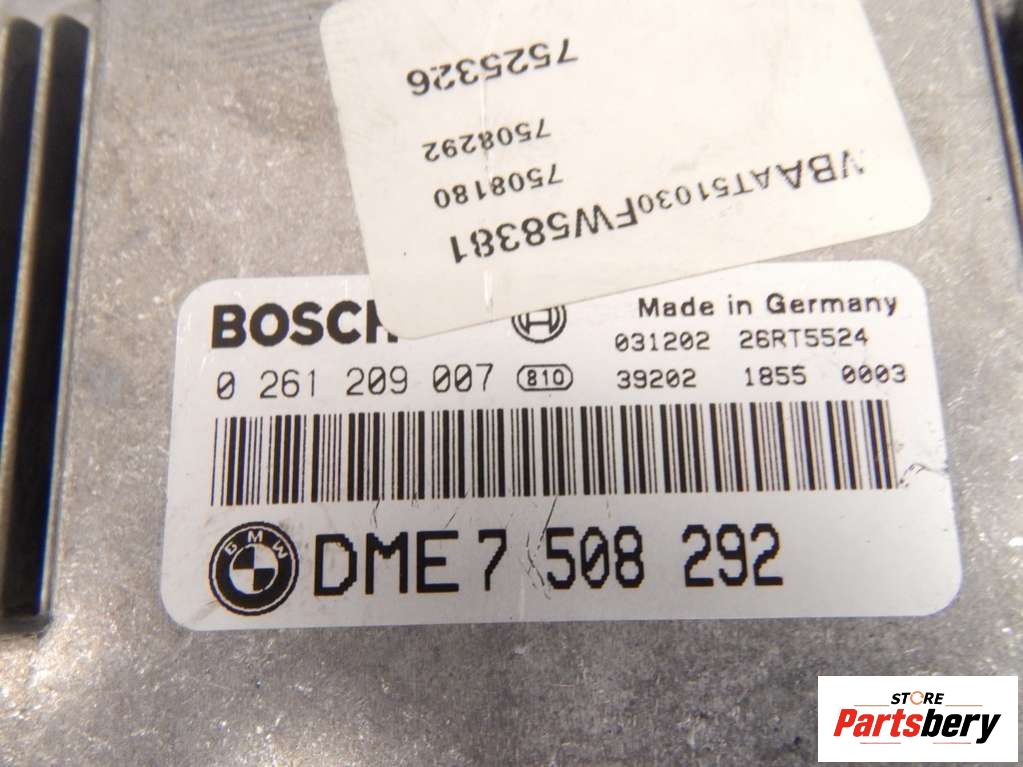 7525326
7508292
7508180
WBAAT51030FW58381
BOSCH
Made in Germany
031202 26RT5524
0 261 209 007 810 39202 1855 0003
BMW
DME 7 508 292
STORE
Partsbery